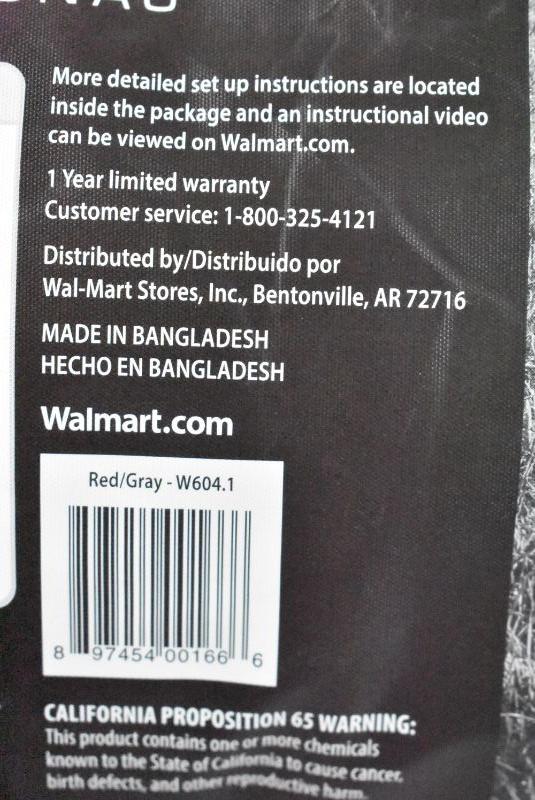 More detailed set up instructions are located
inside the package and an instructional video
can be viewed on Walmart.com.
1 Year limited warranty
Customer service: 1-800-325-4121
Distributed by/Distribuido por
Wal-Mart Stores, Inc., Bentonville, AR 72716
MADE IN BANGLADESH
HECHO EN BANGLADESH
Walmart.com
Red/Gray - W604.1
8 97454 00166 6
CALIFORNIA PROPOSITION 65 WARNING:
This product contains one or more chemicals
known to the State of California to cause cancer,
birth defects, and other reproductive harm.